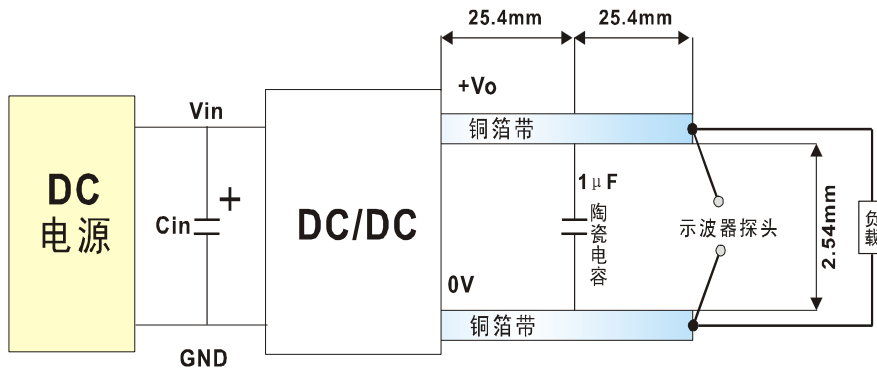 25.4mm 25.4mm
+Vo
Vin
铜箔带
DC
电源
Cin
+
DC/DC
1μF
陶瓷电容
示波器探头
2.54mm
负载
0V
铜箔带
GND